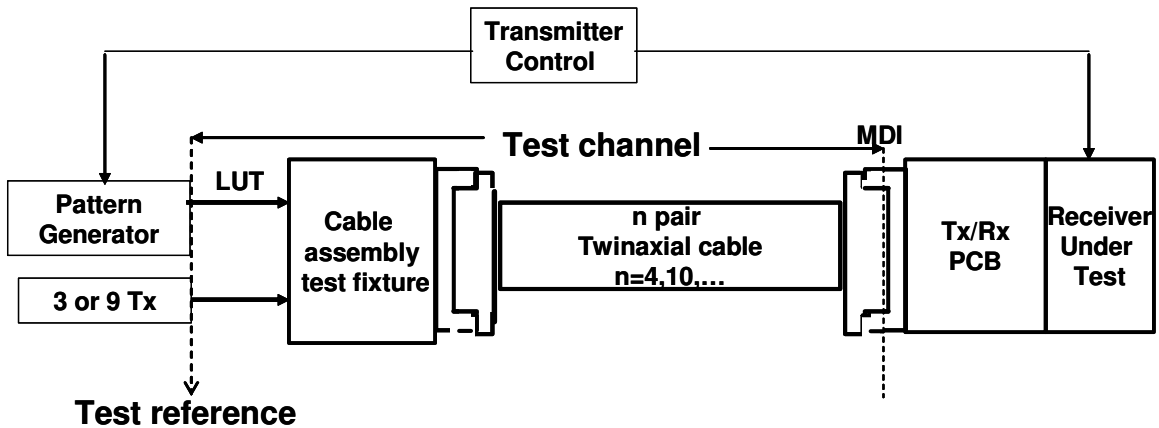 Transmitter
Control
Test channel
MDI
LUT
Pattern
Generator
3 or 9 Tx
Cable
assembly
test fixture
n pair
Twinaxial cable
n=4,10,...
Tx/Rx
PCB
Receiver
Under
Test
Test reference